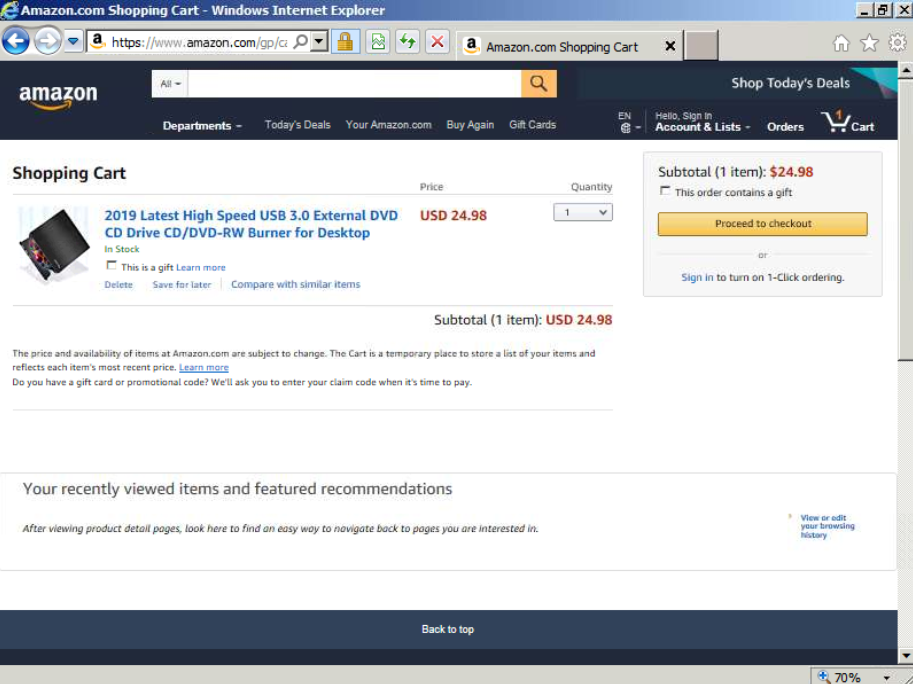 Amazon.com Shopping Cart - Windows Internet Explorer
https://www.amazon.com/gp/ca
Amazon.com Shopping Cart
amazon
All
Shop Today's Deals
Departments
Today's Deals
Your Amazon.com
Buy Again
Gift Cards
EN
Hello, Sign in
Account & Lists
Orders
1
Cart
Shopping Cart
Price
Quantity
2019 Latest High Speed USB 3.0 External DVD
CD Drive CD/DVD-RW Burner for Desktop
USD 24.98
1
In Stock
This is a gift Learn more
Delete
Save for later
Compare with similar items
Subtotal (1 item): USD 24.98
Subtotal (1 item): $24.98
This order contains a gift
Proceed to checkout
or
Sign in to turn on 1-Click ordering.
The price and availability of items at Amazon.com are subject to change. The Cart is a temporary place to store a list of your items and
reflects each item's most recent price. Learn more
Do you have a gift card or promotional code? We'll ask you to enter your claim code when it's time to pay.
Your recently viewed items and featured recommendations
After viewing product detail pages, look here to find an easy way to navigate back to pages you are interested in.
View or edit
your browsing
history
Back to top
70%